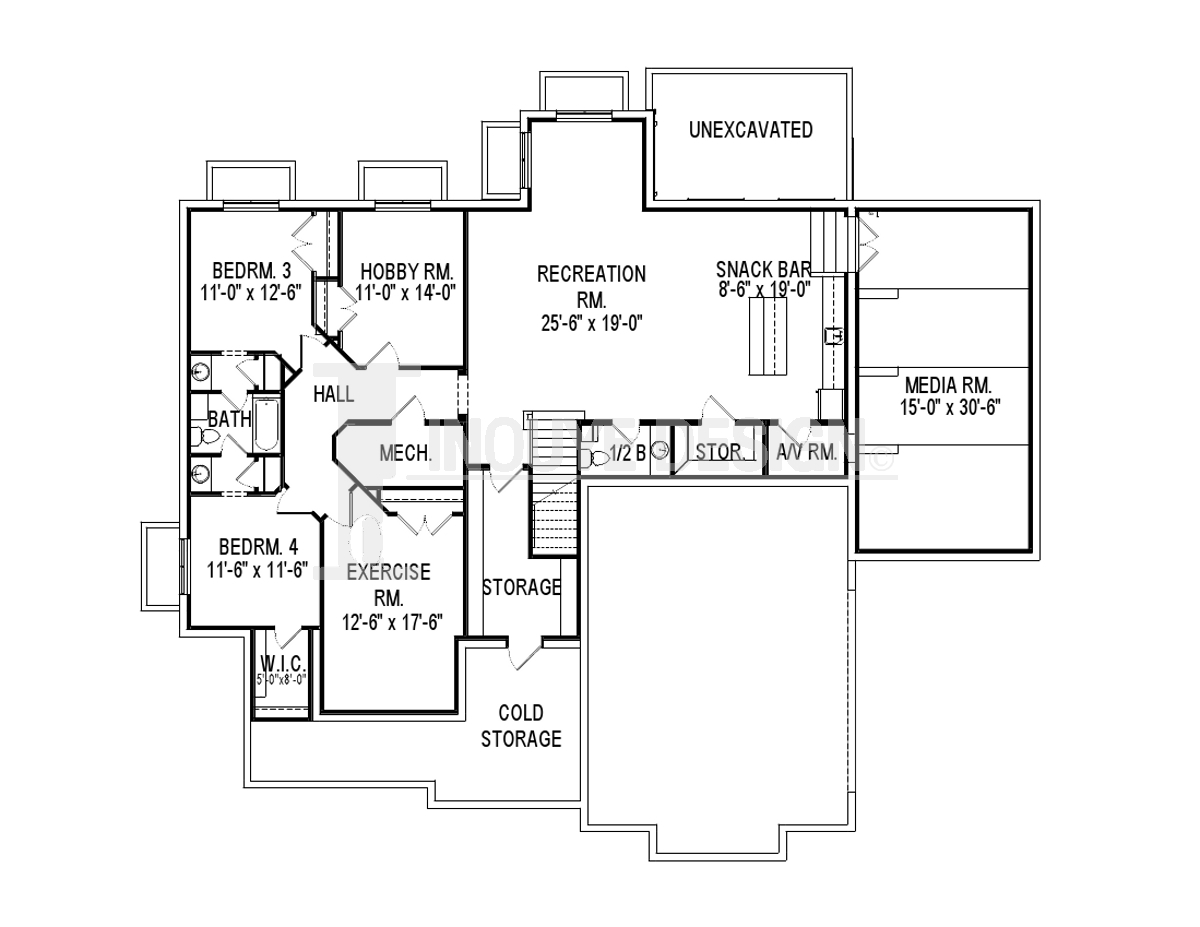 UNEXCAVATED
BEDRM. 3
11'-0" x 12'-6"
HOBBY RM.
11'-0" x 14'-0"
RECREATION
RM.
25'-6" x 19'-0"
SNACK BAR
8'-6" x 19'-0"
MEDIA RM.
15'-0" x 30'-6"
HALL
BATH
MECH.
1/2 B
STOR.
A/V RM.
INOUYE DESIGN©
BEDRM. 4
11'-6" x 11'-6"
EXERCISE
RM.
12'-6" x 17'-6"
STORAGE
W.I.C.
5'-0"x8'-0"
COLD
STORAGE